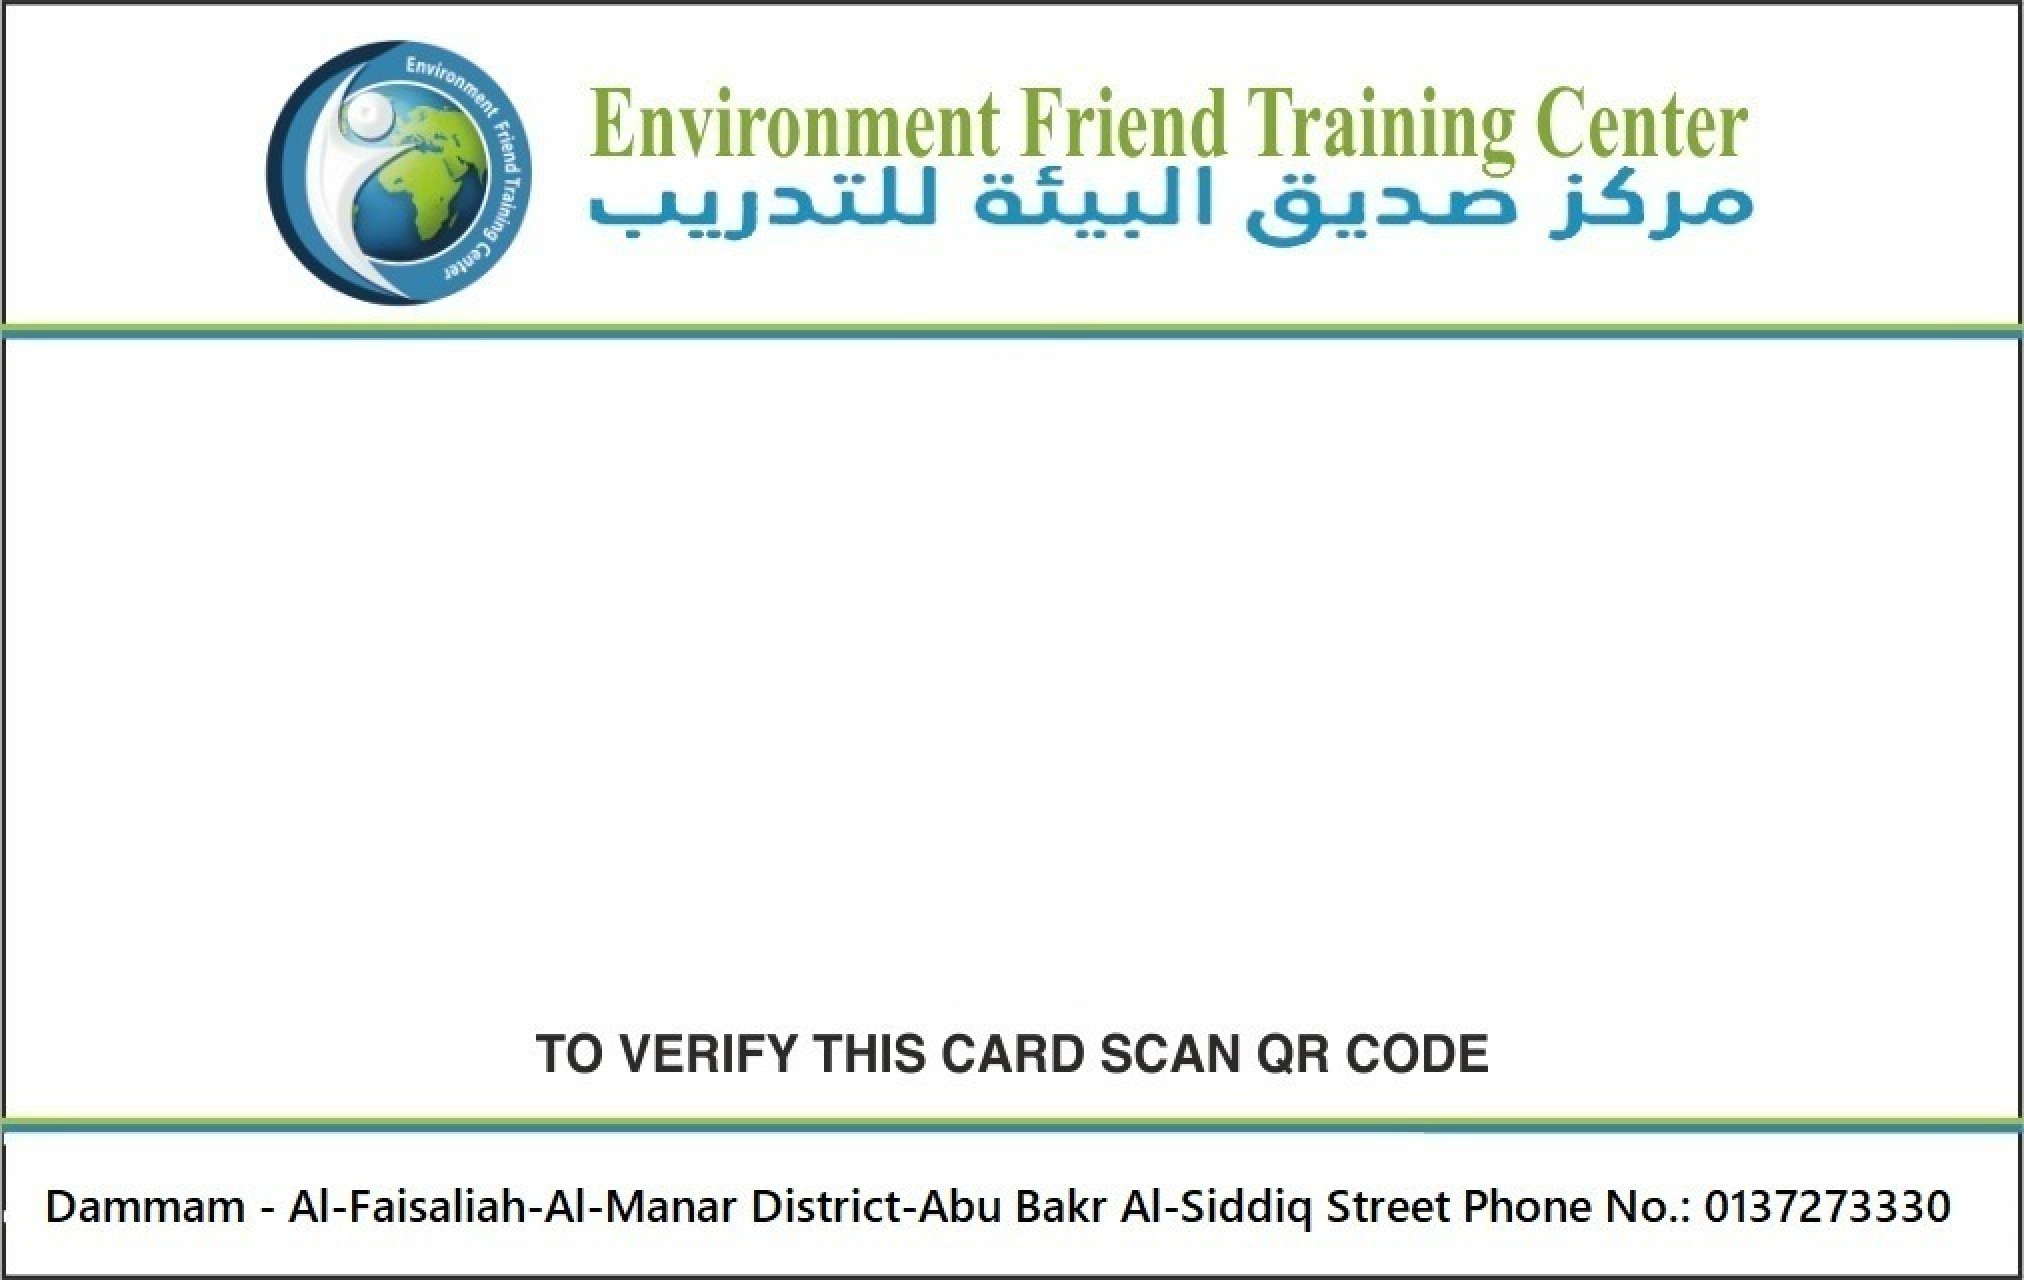 Environment Friend Training Center
Environment Friend Training Center
مركز صديق البيئة للتدريب
TO VERIFY THIS CARD SCAN QR CODE
Dammam - Al-Faisaliah-Al-Manar District-Abu Bakr Al-Siddiq Street Phone No.: 0137273330